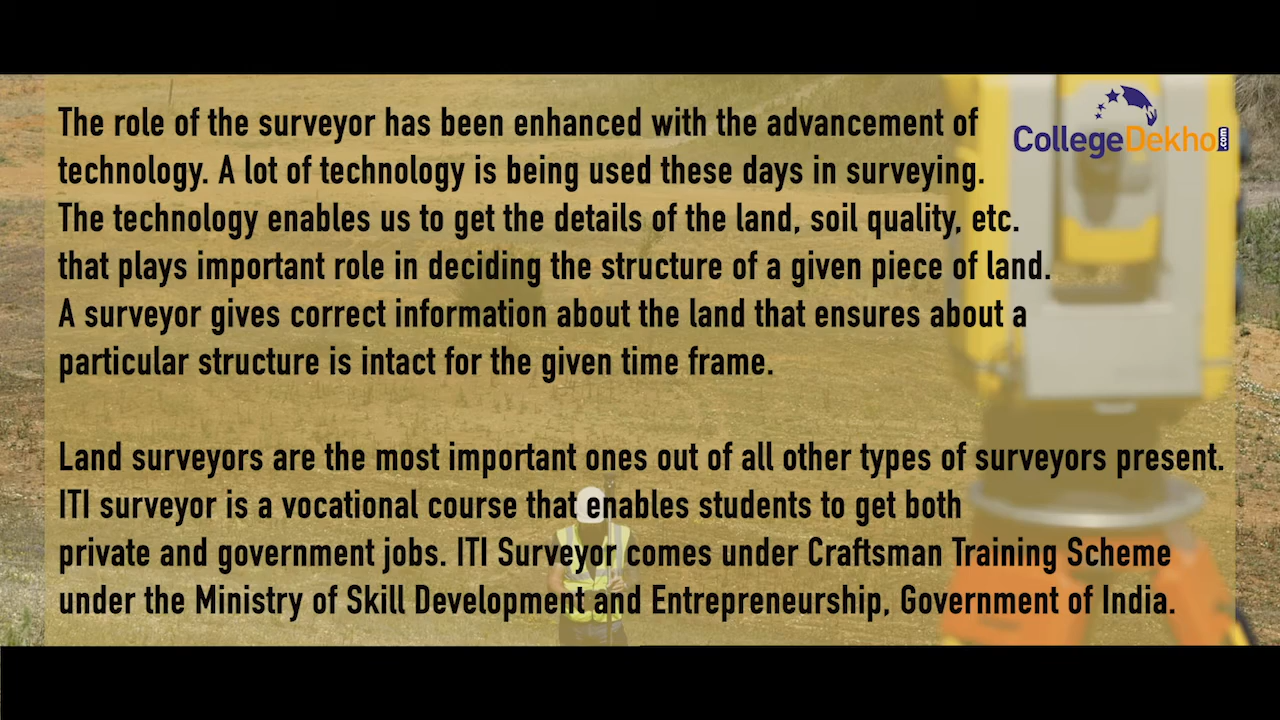 The role of the surveyor has been enhanced with the advancement of
CollegeDekho.com
technology. A lot of technology is being used these days in surveying.
The technology enables us to get the details of the land, soil quality, etc.
that plays important role in deciding the structure of a given piece of land.
A surveyor gives correct information about the land that ensures about a
particular structure is intact for the given time frame.
Land surveyors are the most important ones out of all other types of surveyors present.
ITI surveyor is a vocational course that enables students to get both
private and government jobs. ITI Surveyor comes under Craftsman Training Scheme
under the Ministry of Skill Development and Entrepreneurship, Government of India.